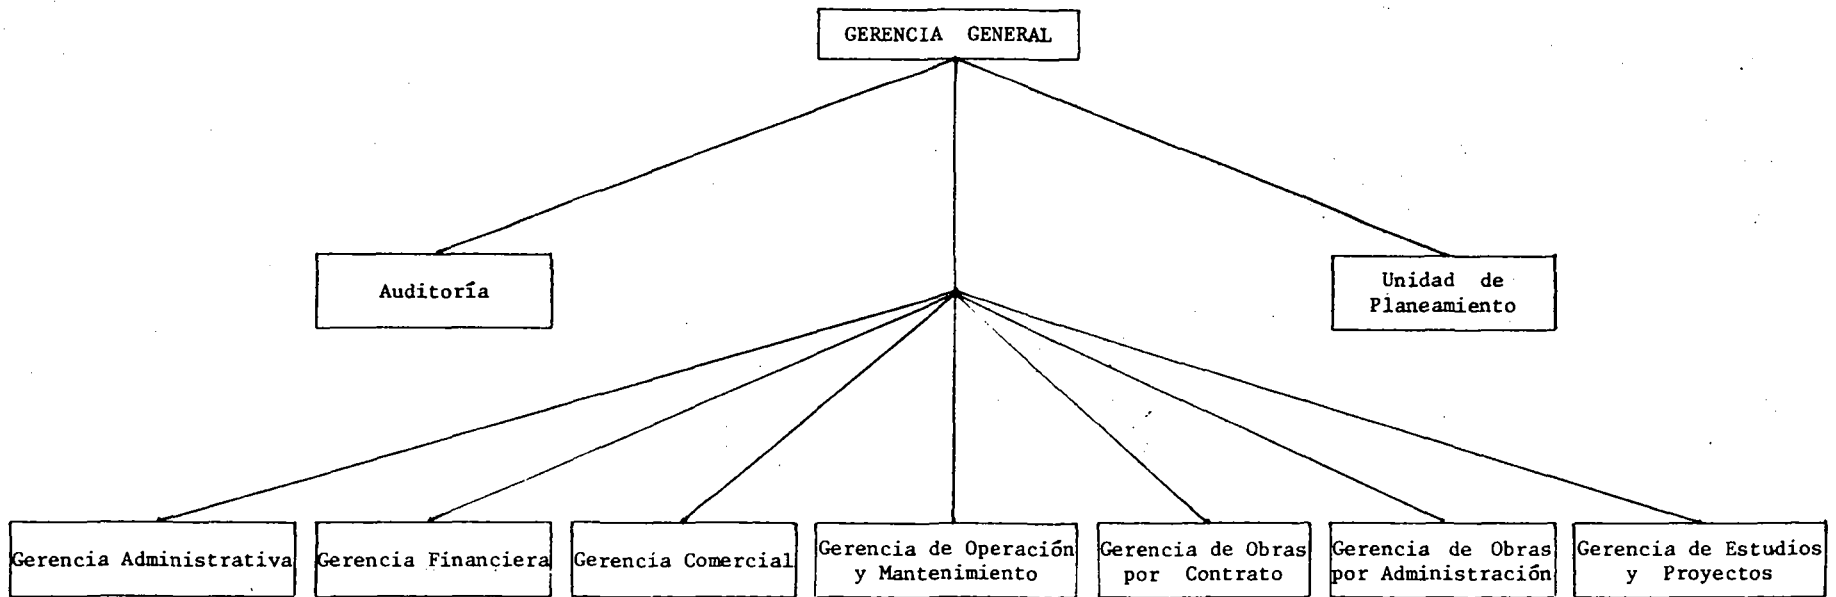 GERENCIA GENERAL
Auditoría
Unidad de
Planeamiento
Gerencia Administrativa
Gerencia Financiera
Gerencia Comercial
Gerencia de Operación
y Mantenimiento
Gerencia de Obras
por Contrato
Gerencia de Obras
por Administración
Gerencia de Estudios
y Proyectos